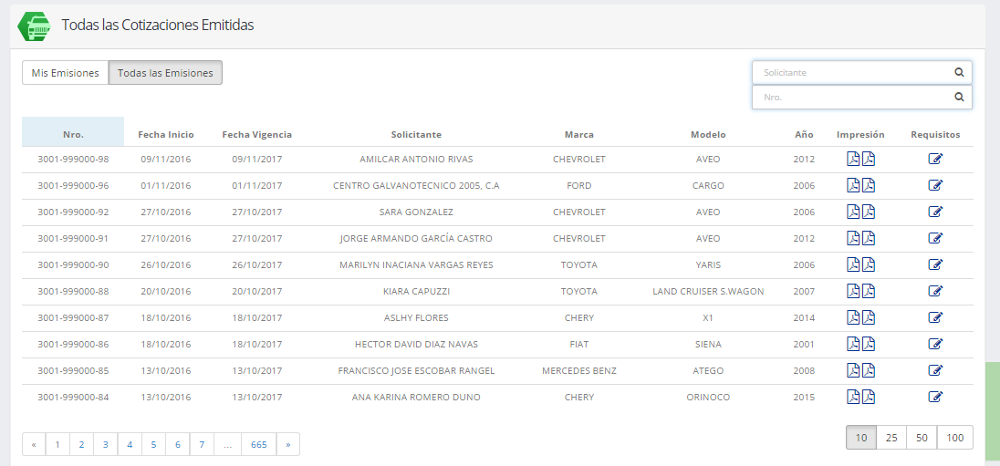 Todas las Cotizaciones Emitidas
Mis Emisiones Todas las Emisiones
Solicitante
Nro.
Nro. Fecha Inicio Fecha Vigencia Solicitante Marca Modelo Año Impresión Requisitos
3001-999000-98 09/11/2016 09/11/2017 AMILCAR ANTONIO RIVAS CHEVROLET AVEO 2012
3001-999000-96 01/11/2016 01/11/2017 CENTRO GALVANOTECNICO 2005, C.A FORD CARGO 2006
3001-999000-92 27/10/2016 27/10/2017 SARA GONZALEZ CHEVROLET AVEO 2006
3001-999000-91 27/10/2016 27/10/2017 JORGE ARMANDO GARCÍA CASTRO CHEVROLET AVEO 2012
3001-999000-90 26/10/2016 26/10/2017 MARILYN INACIANA VARGAS REYES TOYOTA YARIS 2006
3001-999000-88 20/10/2016 20/10/2017 KIARA CAPUZZI TOYOTA LAND CRUISER S.WAGON 2007
3001-999000-87 18/10/2016 18/10/2017 ASLHY FLORES CHERY X1 2014
3001-999000-86 18/10/2016 18/10/2017 HECTOR DAVID DIAZ NAVAS FIAT SIENA 2001
3001-999000-85 13/10/2016 13/10/2017 FRANCISCO JOSE ESCOBAR RANGEL MERCEDES BENZ ATEGO 2008
3001-999000-84 13/10/2016 13/10/2017 ANA KARINA ROMERO DUNO CHERY ORINOCO 2015
« 1 2 3 4 5 6 7 ... 665 » 10 25 50 100